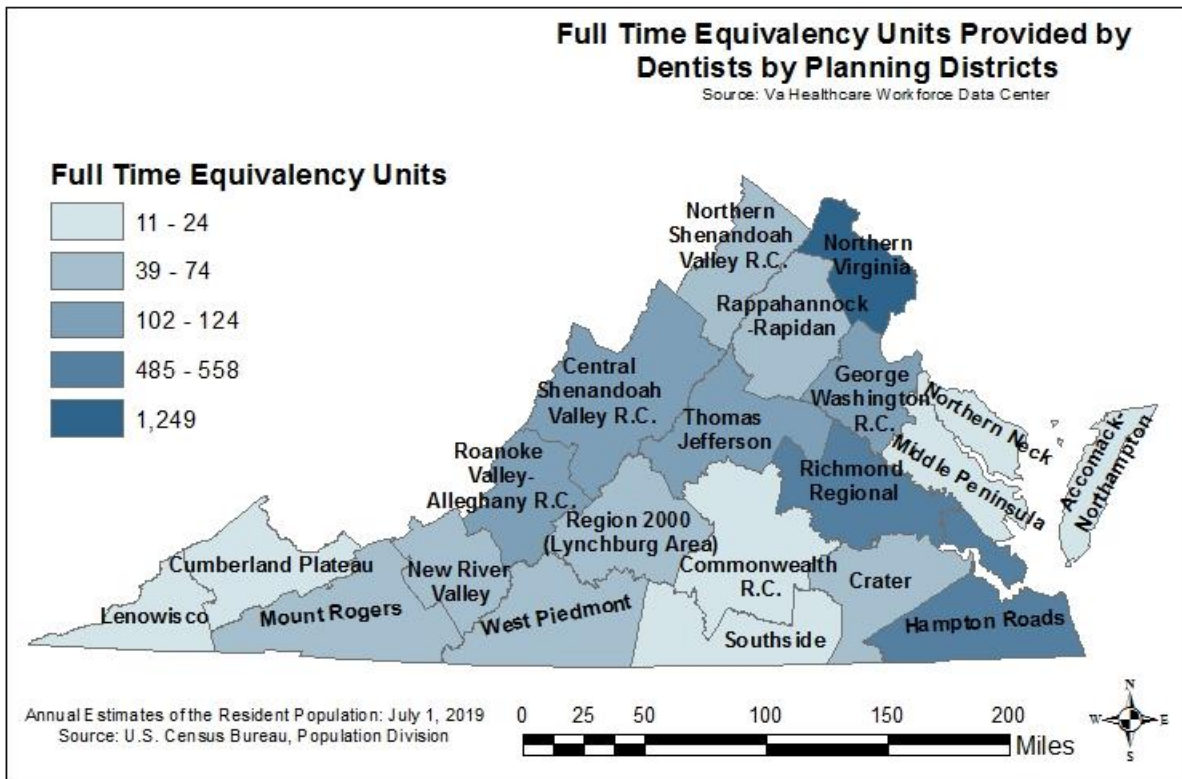 Full Time Equivalency Units Provided by
Dentists by Planning Districts
Source: Va Healthcare Workforce Data Center
Full Time Equivalency Units
11 - 24
39 - 74
102 - 124
485 - 558
1,249
Northern
Shenandoah
Valley R.C.
Northern
Virginia
Rappahannock
-Rapidan
Central
Shenandoah
Valley R.C.
George
Washington
R.C.
Thomas
Jefferson
Northern Neck
Middle Peninsula
Accomack-
Northampton
Roanoke
Valley-
Alleghany R.C.
Richmond
Regional
Region 2000
(Lynchburg Area)
Commonwealth
R.C.
Cumberland Plateau
New River
Valley
Crater
Lenowisco
Mount Rogers
West Piedmont
Southside
Hampton Roads
Annual Estimates of the Resident Population: July 1, 2019
Source: U.S. Census Bureau, Population Division
0 25 50 100 150 200
Miles
N
W E
S